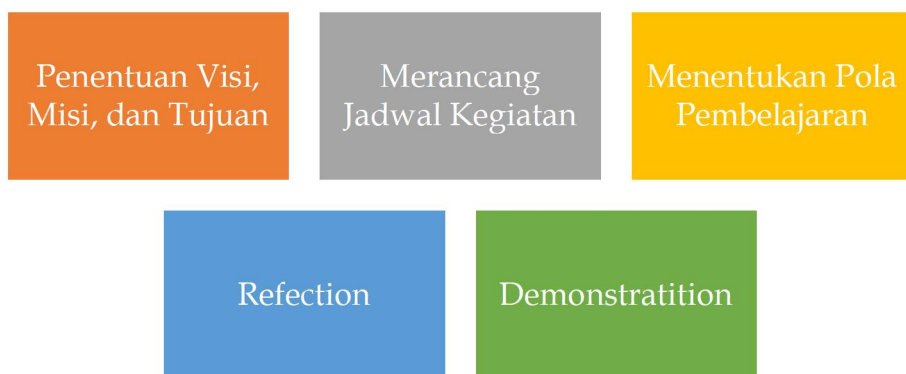 Penentuan Visi,
Misi, dan Tujuan
Merancang
Jadwal Kegiatan
Menentukan Pola
Pembelajaran
Refection
Demonstratition